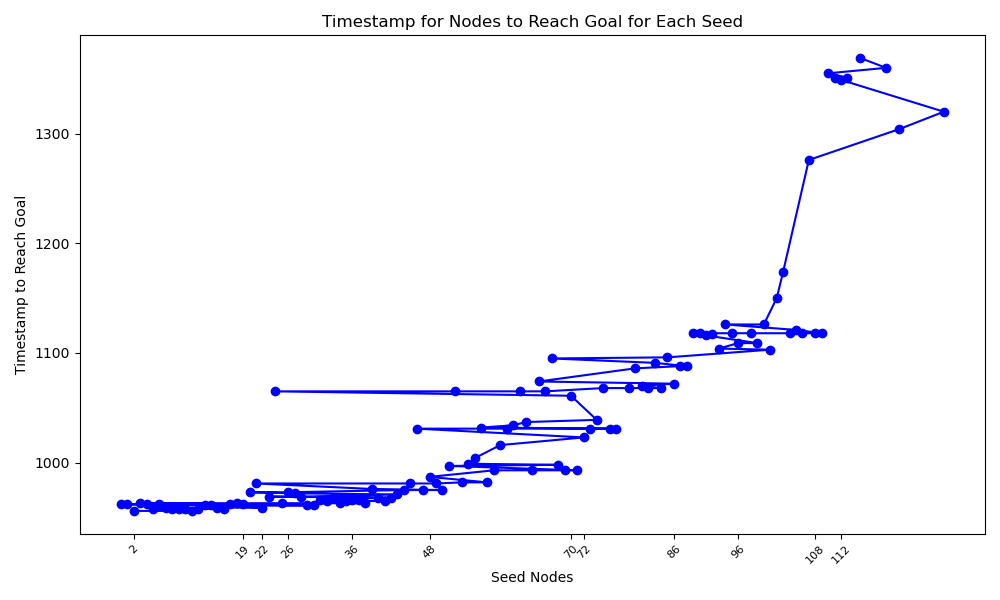 Timestamp for Nodes to Reach Goal for Each Seed
Timestamp to Reach Goal
1300
1200
1100
1000
2 19 22 26 36 48 70 72 86 96 108 112
Seed Nodes